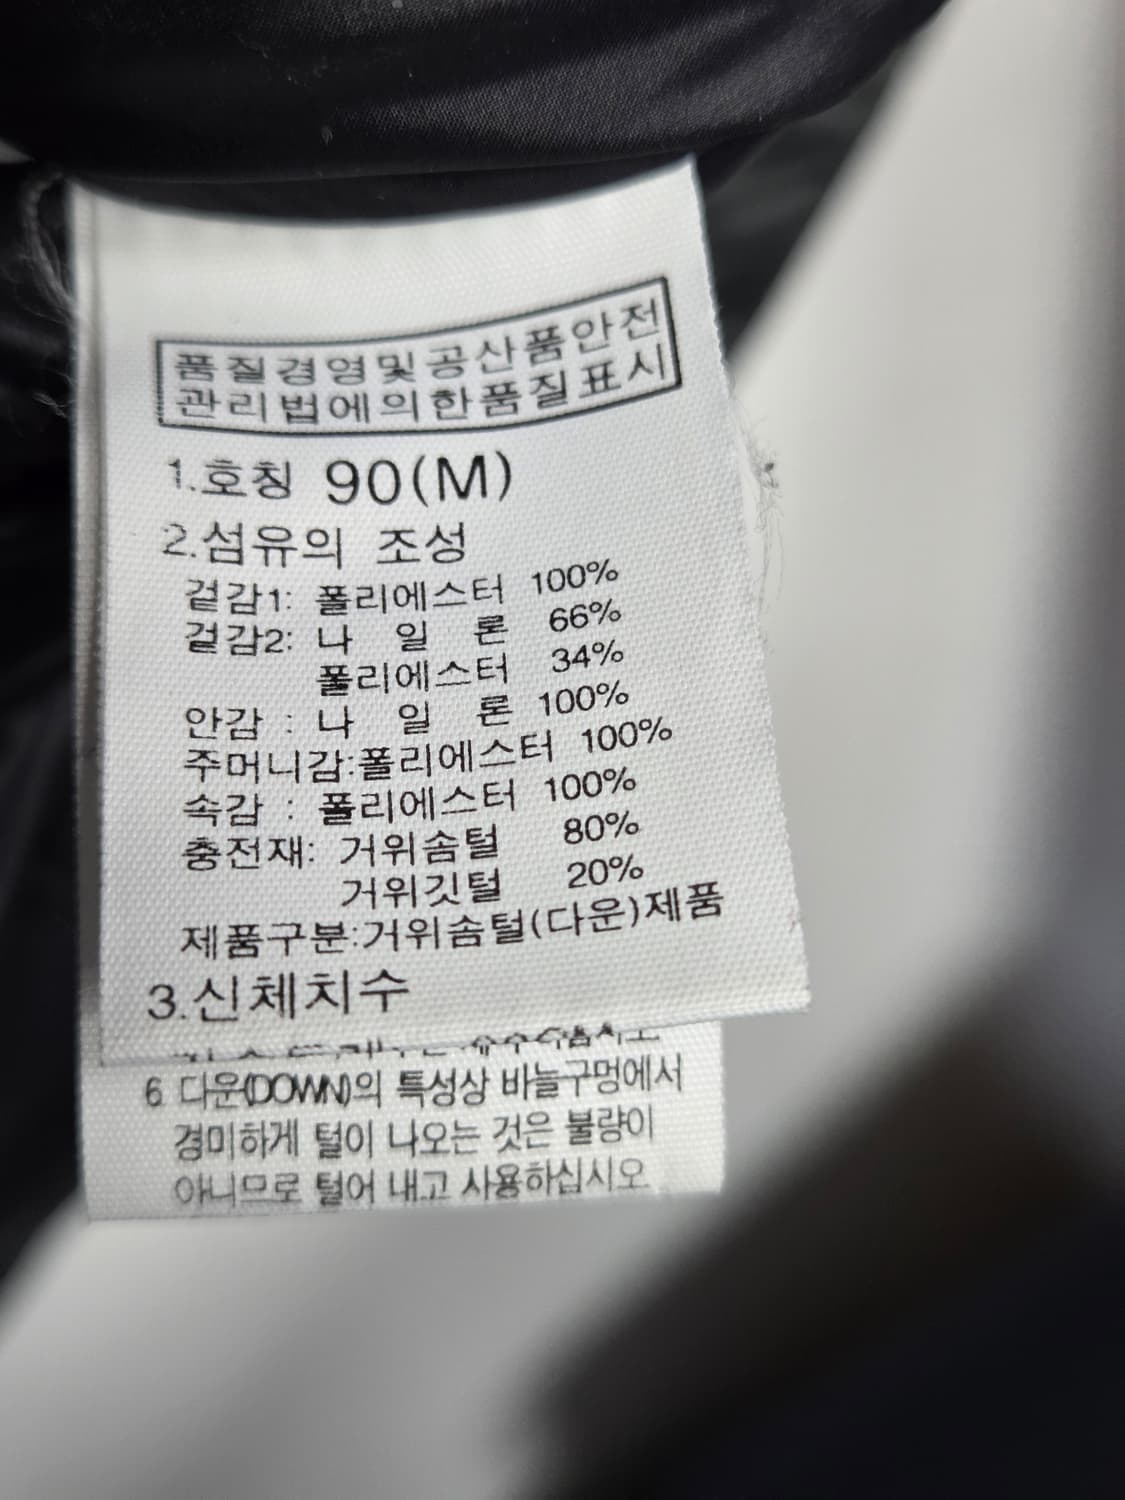 품질경영및공산품안전
관리법에의한품질표시
1.호칭 90(M)
2.섬유의 조성
겉감1: 폴리에스터 100%
겉감2: 나 일 론 66%
폴리에스터 34%
안감 : 나 일 론 100%
주머니감:폴리에스터 100%
속감 : 폴리에스터 100%
충전재: 거위솜털 80%
거위깃털 20%
제품구분:거위솜털(다운)제품
3.신체치수
6 다운(DOWN)의 특성상 바늘구멍에서
경미하게 털이 나오는 것은 불량이
아니므로 털어 내고 사용하십시오